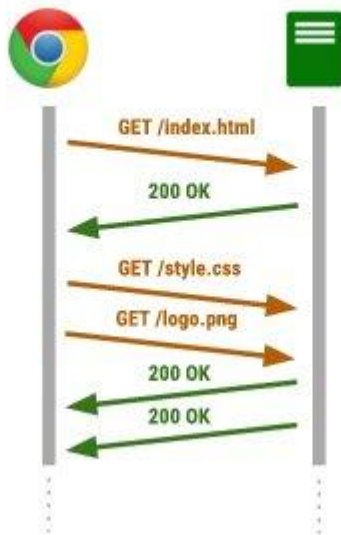 GET /index.html
200 OK
GET /style.css
GET /logo.png
200 OK
200 OK